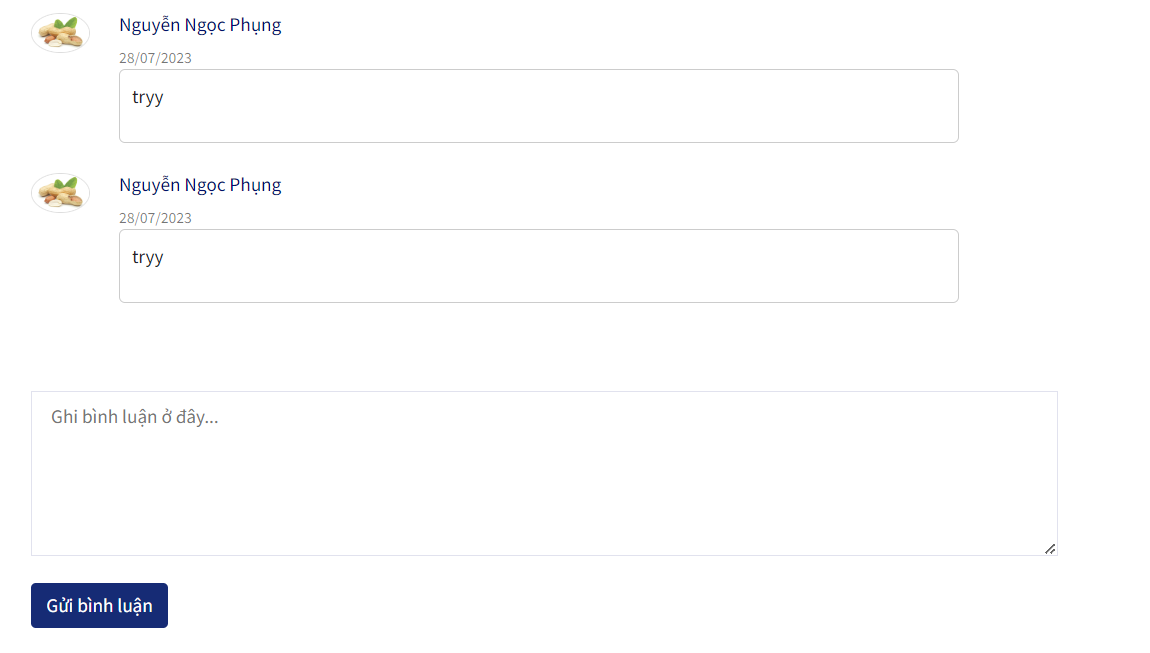 Nguyễn Ngọc Phụng
28/07/2023
tryy
Nguyễn Ngọc Phụng
28/07/2023
tryy
Ghi bình luận ở đây...
Gửi bình luận